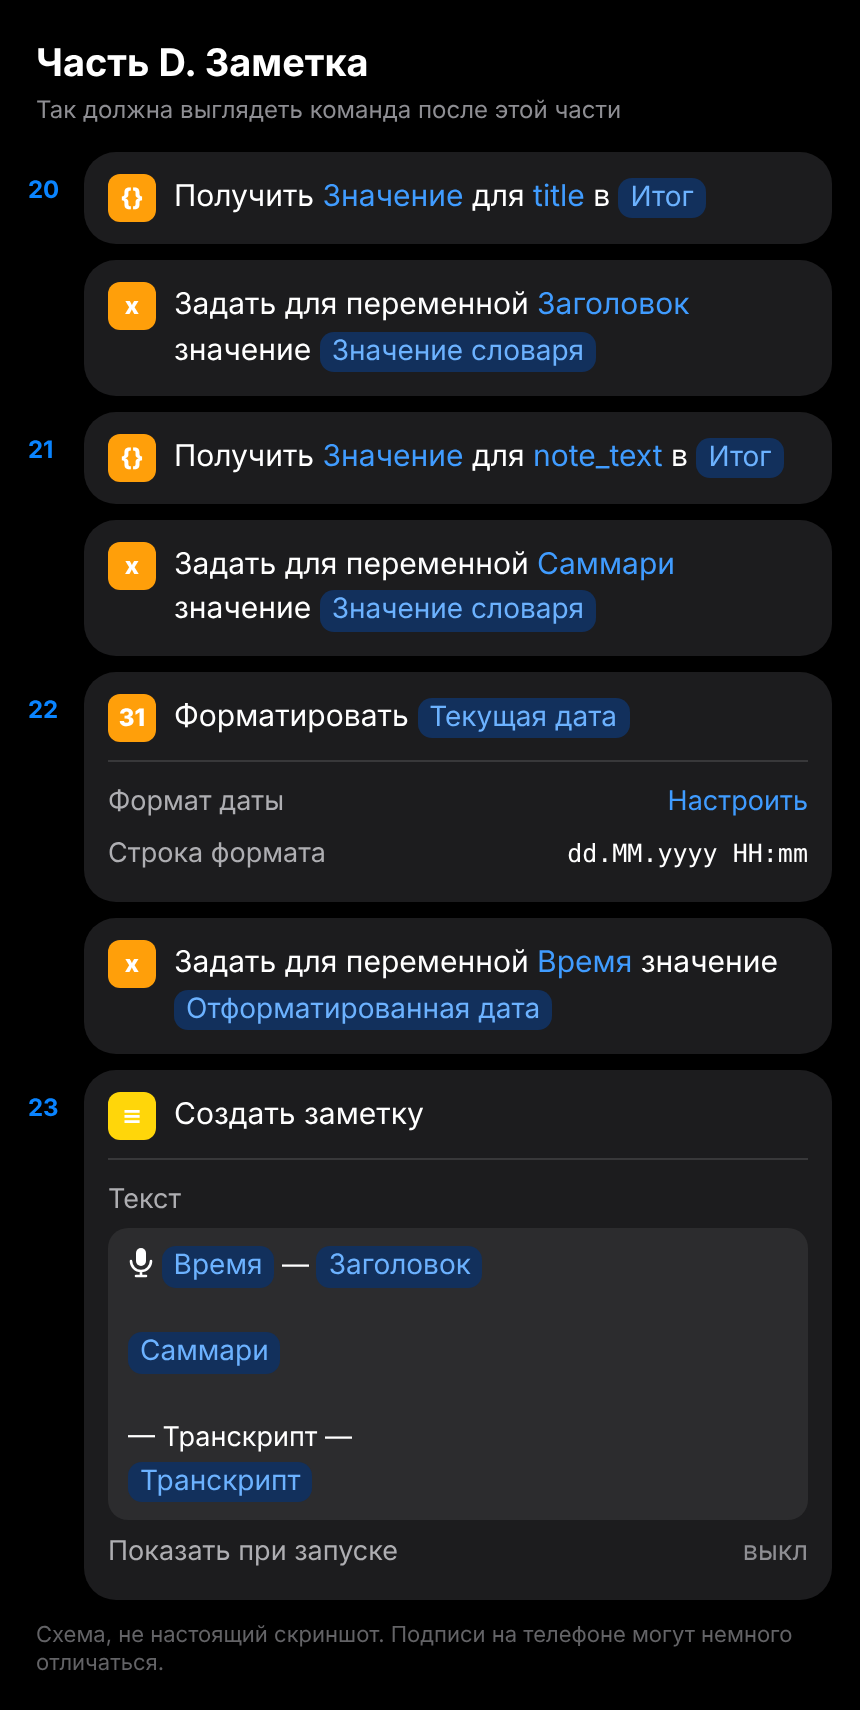 Часть D. Заметка
Так должна выглядеть команда после этой части
20
{} Получить Значение для title в Итог
x Задать для переменной Заголовок
значение Значение словаря
21
{} Получить Значение для note_text в Итог
x Задать для переменной Саммари
значение Значение словаря
22
31 Форматировать Текущая дата
Формат даты Настроить
Строка формата dd.MM.yyyy HH:mm
x Задать для переменной Время значение
Отформатированная дата
23
Создать заметку
Текст
Время — Заголовок
Саммари
— Транскрипт —
Транскрипт
Показать при запуске выкл
Схема, не настоящий скриншот. Подписи на телефоне могут немного
отличаться.